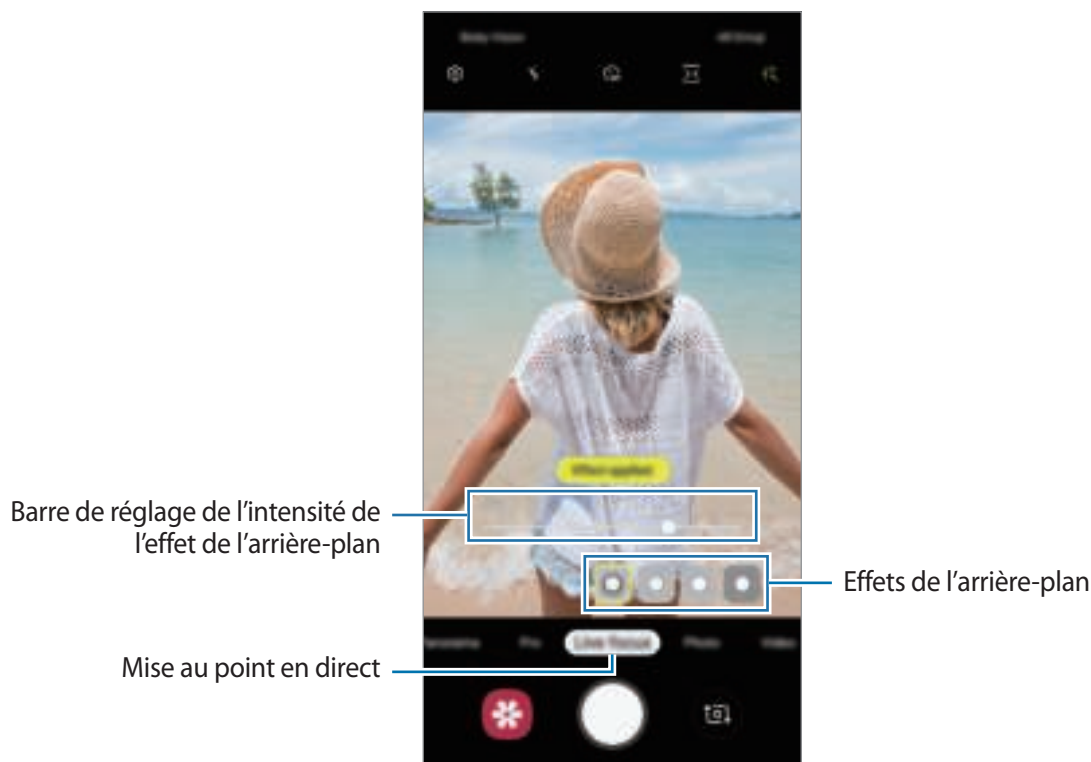 Effect applied
Barre de réglage de l'intensité de
l'effet de l'arrière-plan
Effets de l'arrière-plan
Live focus
Photo
Video
Pro
Mise au point en direct